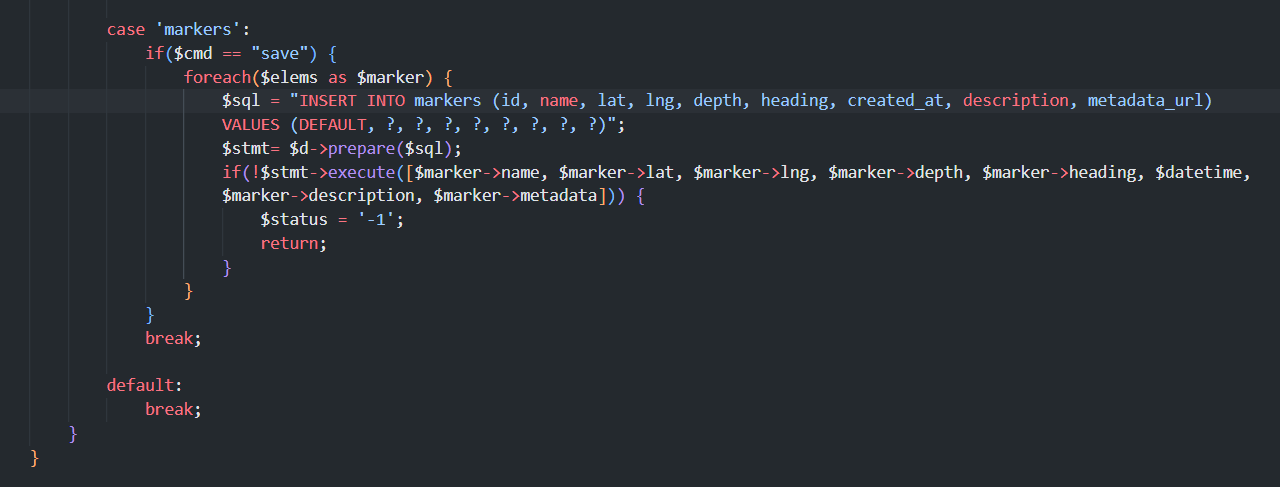 case 'markers':
if($cmd == "save") {
foreach($elems as $marker) {
$sql = "INSERT INTO markers (id, name, lat, lng, depth, heading, created_at, description, metadata_url)
VALUES (DEFAULT, ?, ?, ?, ?, ?, ?, ?, ?)";
$stmt= $d->prepare($sql);
if(!$stmt->execute([$marker->name, $marker->lat, $marker->lng, $marker->depth, $marker->heading, $datetime,
$marker->description, $marker->metadata])) {
$status = '-1';
return;
}
}
}
break;
default:
break;
}
}